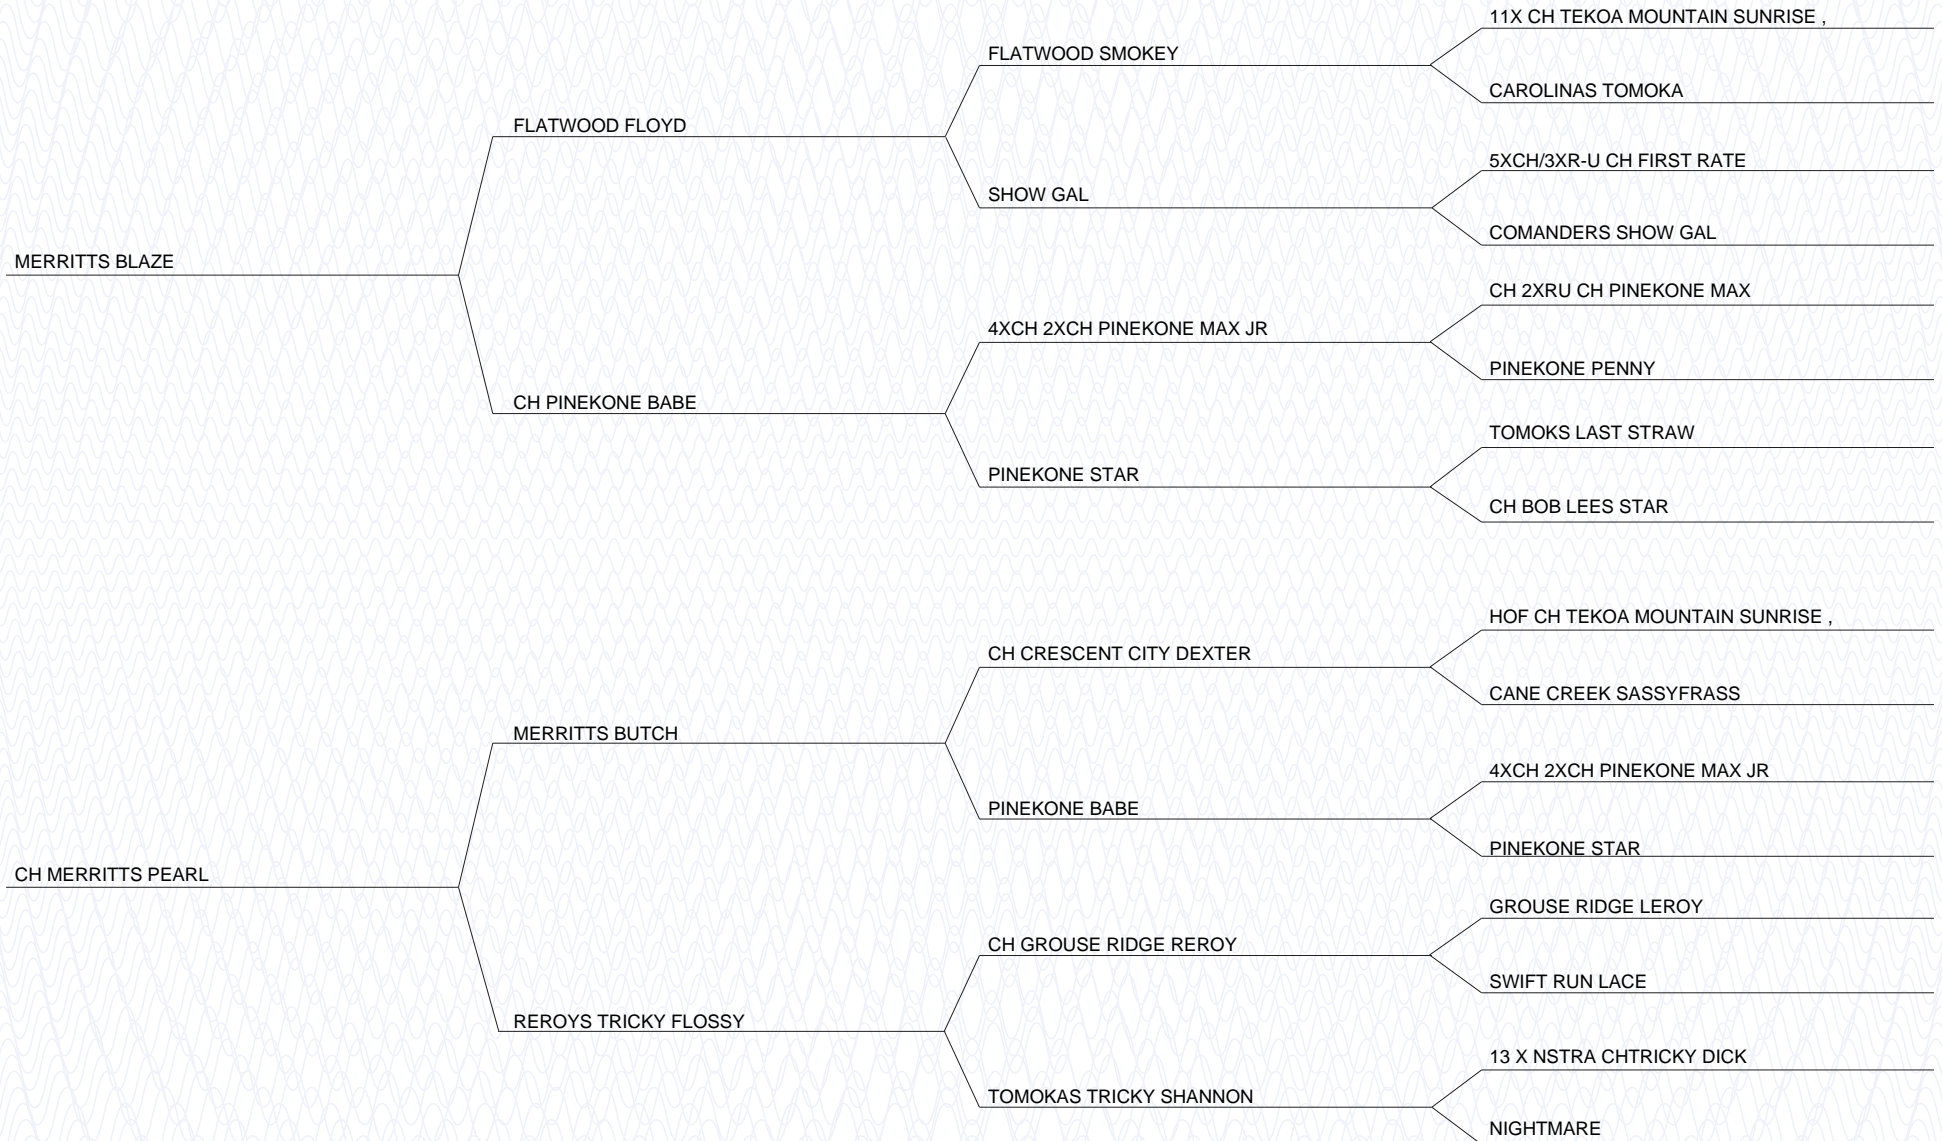 11X CH TEKOA MOUNTAIN SUNRISE ,
FLATWOOD SMOKEY
CAROLINAS TOMOKA
FLATWOOD FLOYD
5XCH/3XR-U CH FIRST RATE
SHOW GAL
COMANDERS SHOW GAL
MERRITTS BLAZE
CH 2XRU CH PINEKONE MAX
4XCH 2XCH PINEKONE MAX JR
PINEKONE PENNY
CH PINEKONE BABE
TOMOKS LAST STRAW
PINEKONE STAR
CH BOB LEES STAR
HOF CH TEKOA MOUNTAIN SUNRISE ,
CH CRESCENT CITY DEXTER
CANE CREEK SASSYFRASS
MERRITTS BUTCH
4XCH 2XCH PINEKONE MAX JR
PINEKONE BABE
PINEKONE STAR
CH MERRITTS PEARL
GROUSE RIDGE LEROY
CH GROUSE RIDGE REROY
SWIFT RUN LACE
REROYS TRICKY FLOSSY
13 X NSTRA CHTRICKY DICK
TOMOKAS TRICKY SHANNON
NIGHTMARE